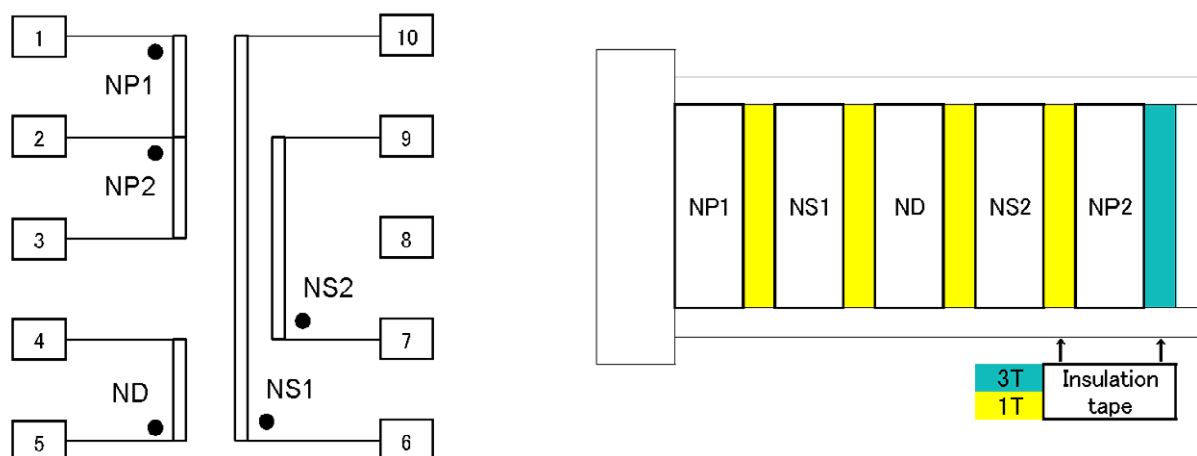 1
NP1
2
NP2
3
4
ND
5
10
9
8
NS2
7
NS1
6
NP1 NS1 ND NS2 NP2
3T Insulation
1T tape